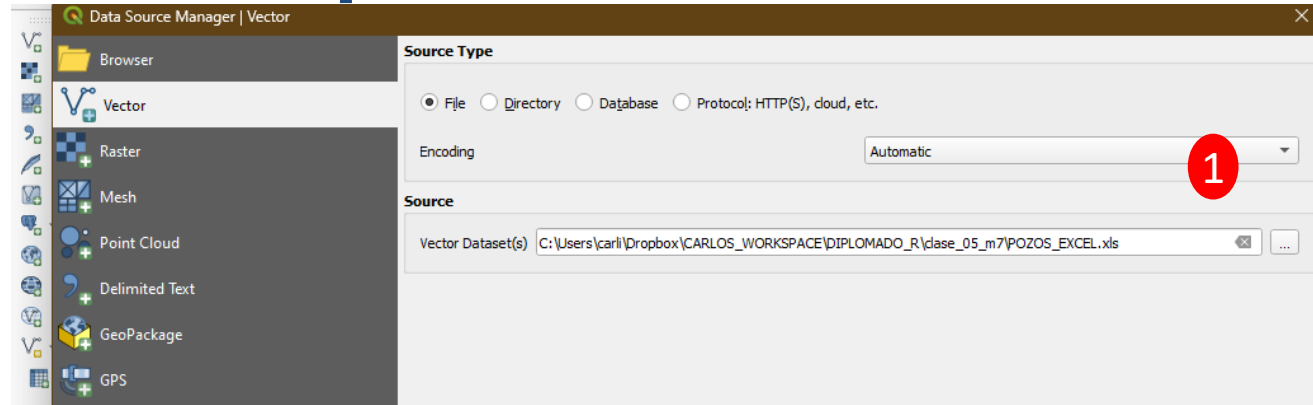 Data Source Manager | Vector
Browser
Vector
Raster
Mesh
Point Cloud
Delimited Text
GeoPackage
GPS
Source Type
File Directory Database Protocol: HTTP(S), cloud, etc.
Encoding Automatic
1
Source
Vector Dataset(s) C:\Users\carli\Dropbox\CARLOS_WORKSPACE\DIPLOMADO_R\clase_05_m7\POZOS_EXCEL.xls ...